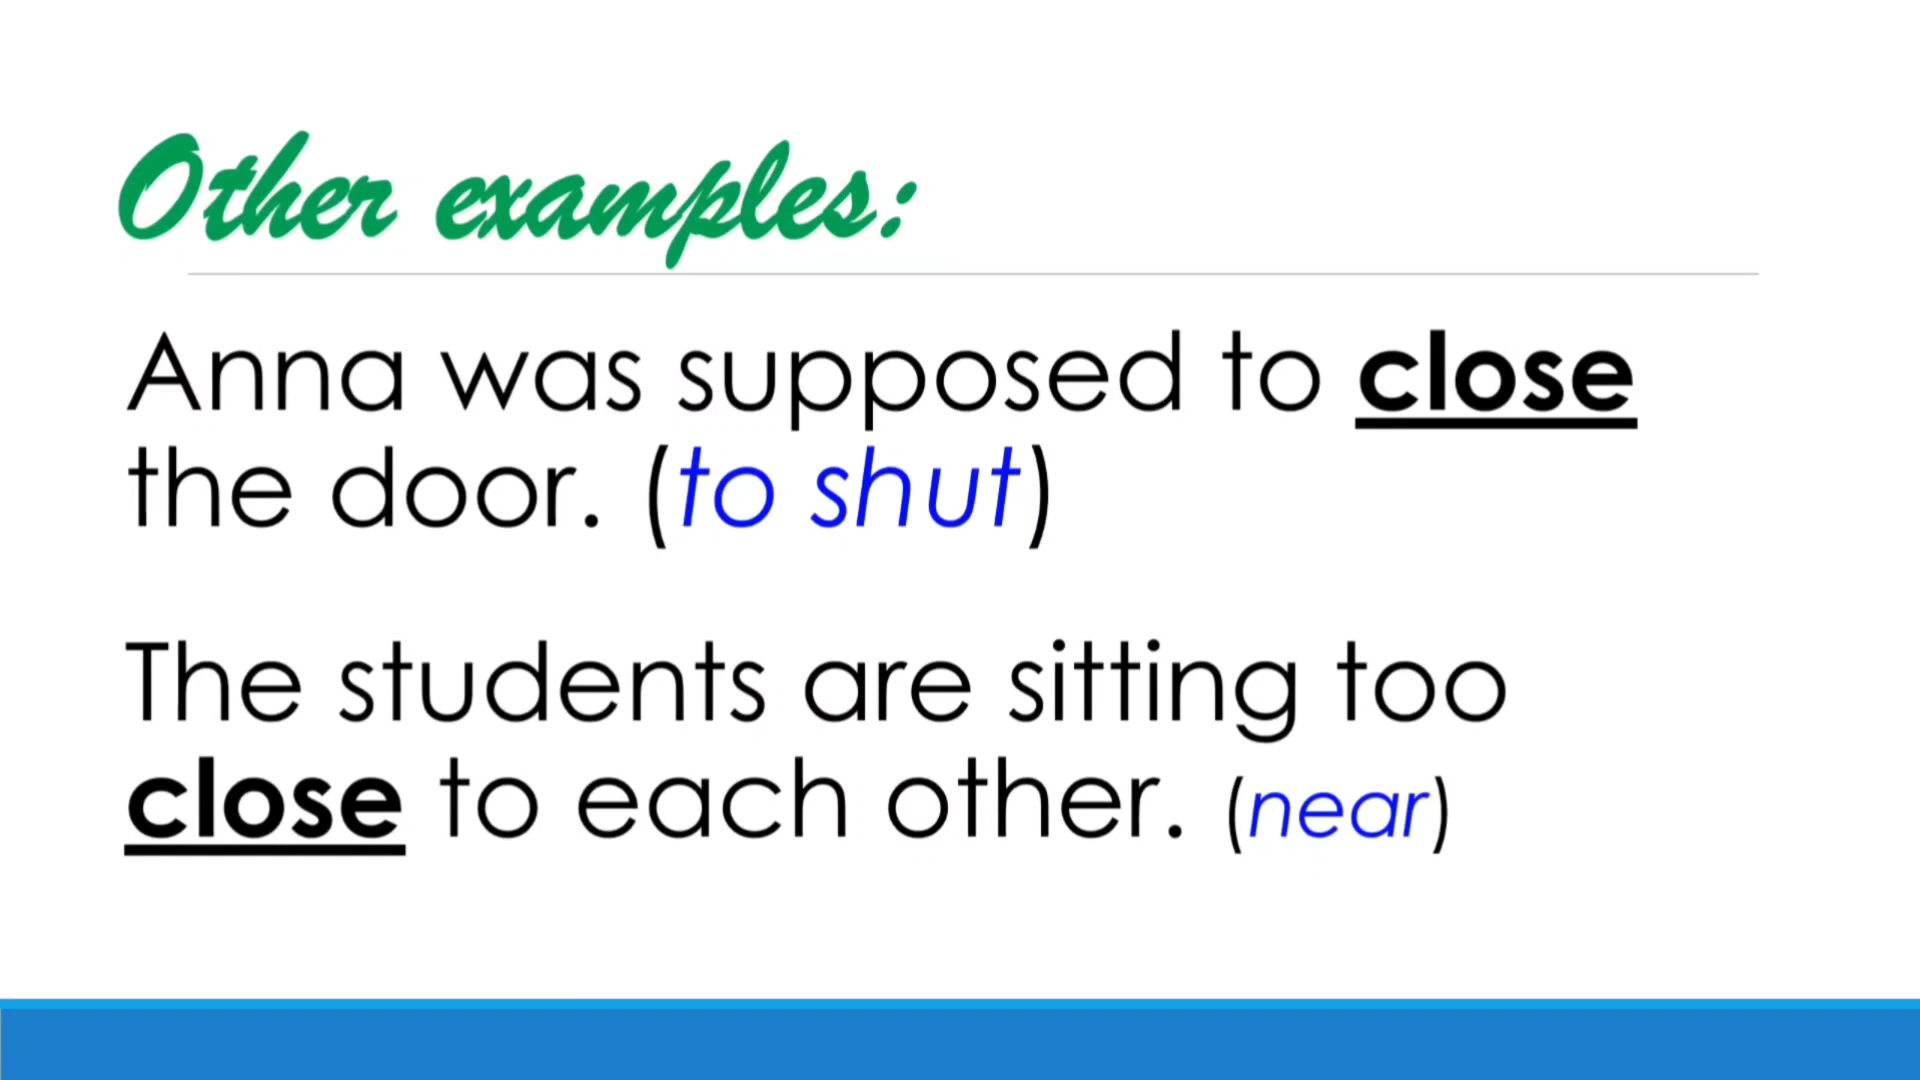 Other examples:
Anna was supposed to close
the door. (to shut)
The students are sitting too
close to each other. (near)